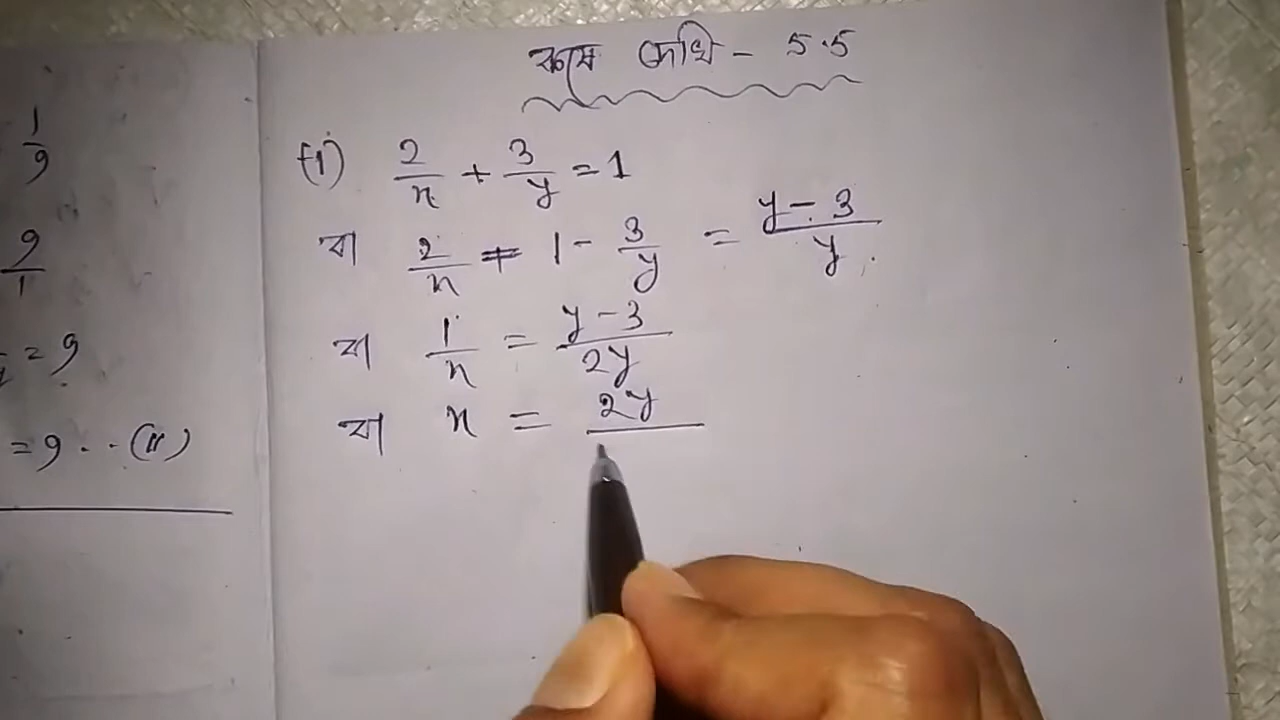 কষে দেখি - 5.5
1/9
9/1
= 9
= 9 .. (ii)
(1) 2/x + 3/y = 1
বা 2/x = 1 - 3/y = y - 3/y
বা 1/x = y - 3/2y
বা x = 2y